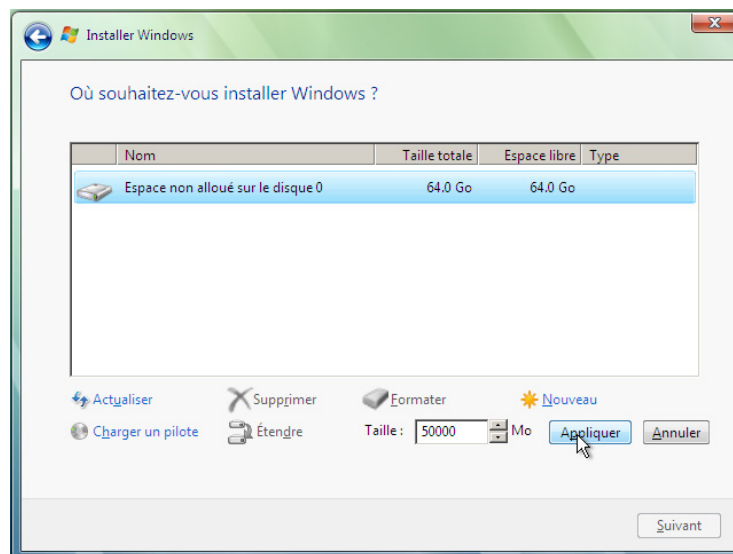 Installer Windows
Où souhaitez-vous installer Windows ?
Nom Taille totale Espace libre Type
Espace non alloué sur le disque 0 64.0 Go 64.0 Go
Actualiser Supprimer Formater Nouveau
Charger un pilote Étendre Taille : 50000 Mo Appliquer Annuler
Suivant